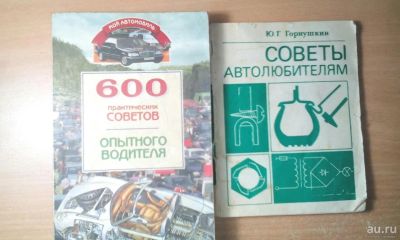 МОЙ АВТОМОБИЛЬ
600
практических
СОВЕТОВ
ОПЫТНОГО
ВОДИТЕЛЯ
Ю.Г Горнушкин
СОВЕТЫ
АВТОЛЮБИТЕЛЯМ
au.ru